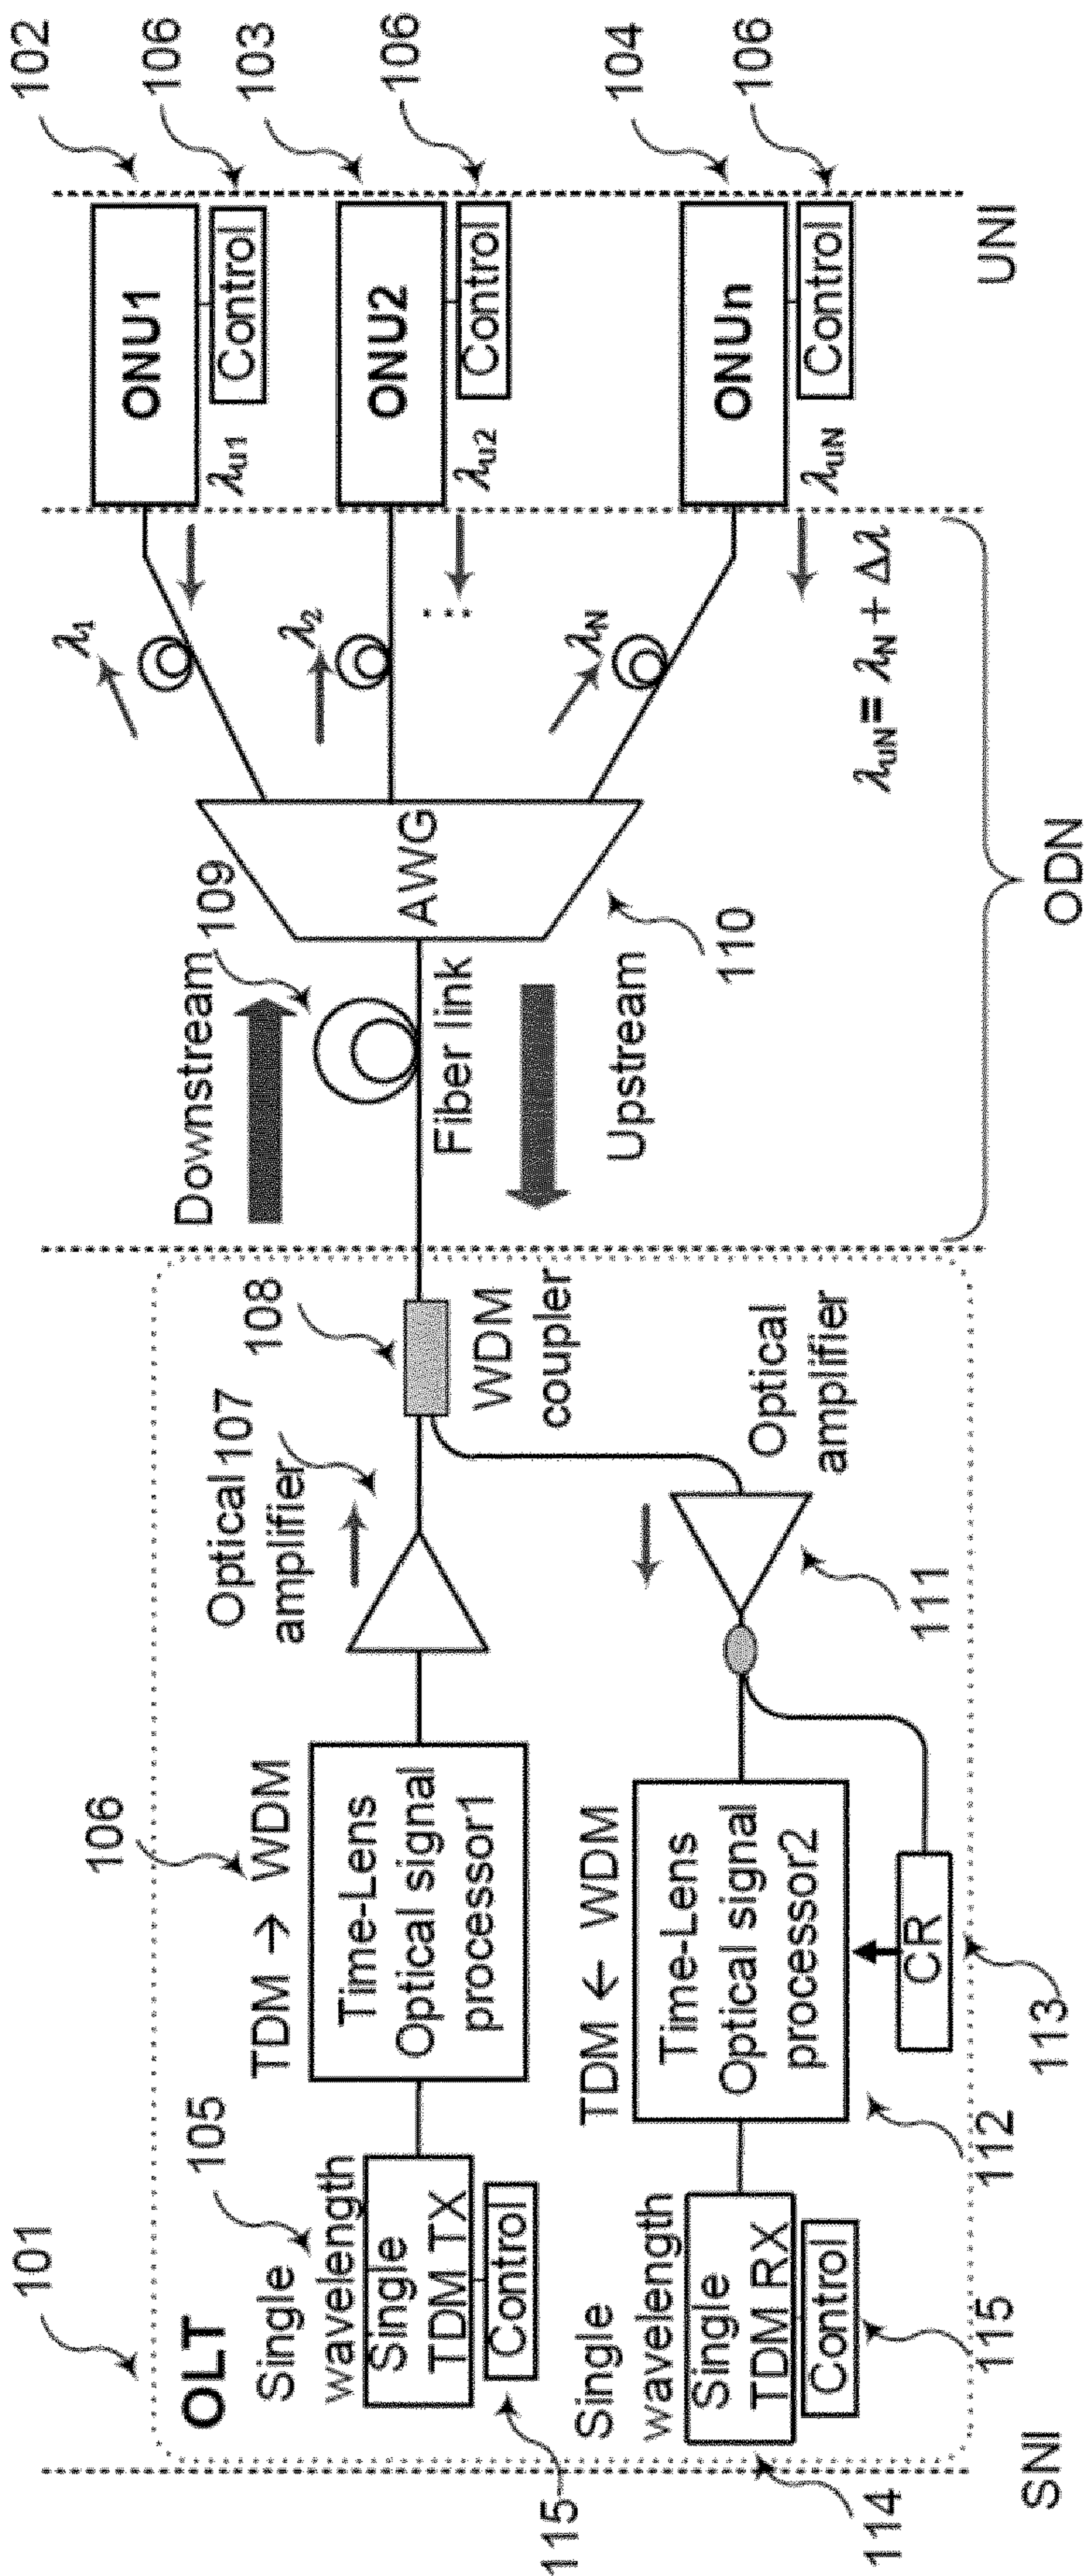 101
OLT
Single
wavelength
105
Single
TDM TX
Control
115
TDM → WDM
106
Time-Lens
Optical signal
processor1
Optical
amplifier
107
108
WDM
coupler
Single
wavelength
Single
TDM RX
Control
114
115
TDM ← WDM
Time-Lens
Optical signal
processor2
112
CR
113
111
Optical
amplifier
SNI
Downstream
109
Fiber link
Upstream
AWG
110
λ1
λ2
λN
λuN = λN + Δλ
ODN
ONU1
102
λu1
Control
106
ONU2
103
λu2
Control
106
ONUn
104
λuN
Control
106
UNI